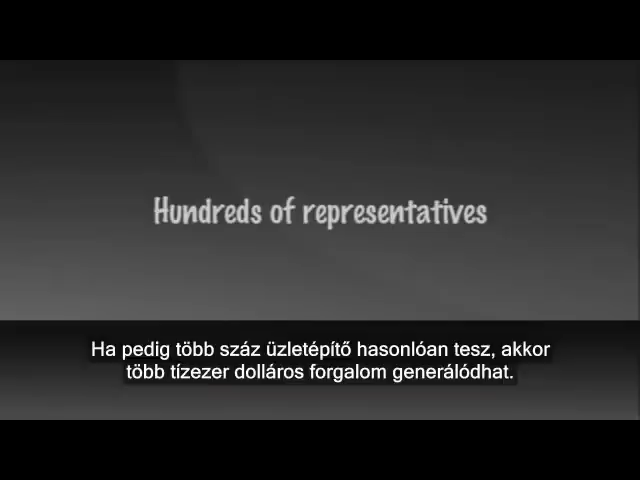 Hundreds of representatives
Ha pedig több száz üzletépítő hasonlóan tesz, akkor
több tízezer dolláros forgalom generálódhat.